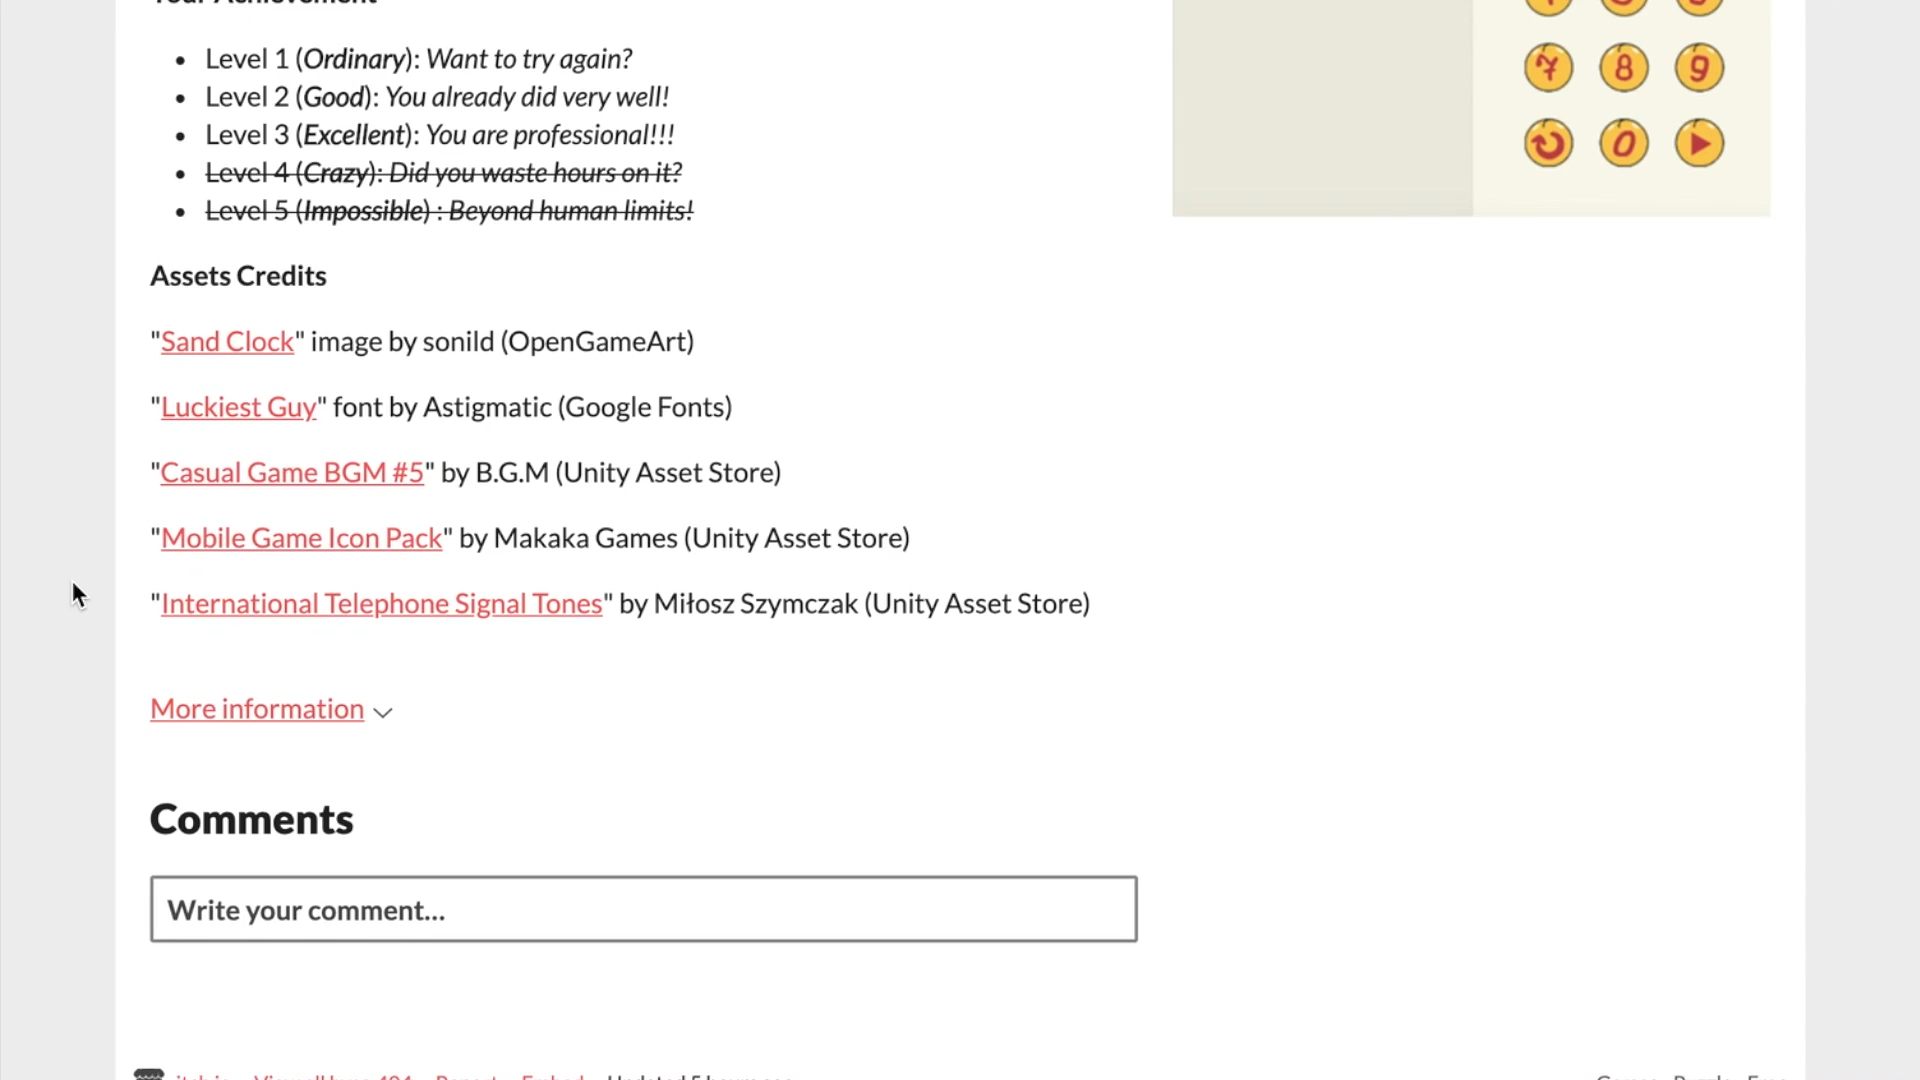 Your Achievement
Level 1 (Ordinary): Want to try again?
Level 2 (Good): You already did very well!
Level 3 (Excellent): You are professional!!!
Level 4 (Crazy): Did you waste hours on it?
Level 5 (Impossible) : Beyond human limits!
7 8 9
0
Assets Credits
"Sand Clock" image by sonild (OpenGameArt)
"Luckiest Guy" font by Astigmatic (Google Fonts)
"Casual Game BGM #5" by B.G.M (Unity Asset Store)
"Mobile Game Icon Pack" by Makaka Games (Unity Asset Store)
"International Telephone Signal Tones" by Miłosz Szymczak (Unity Asset Store)
More information
Comments
Write your comment...